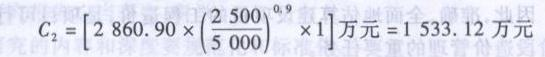 C₂ = [2 860.90 × (2 500/5 000)^0.9 × 1] 万元 = 1 533.12 万元